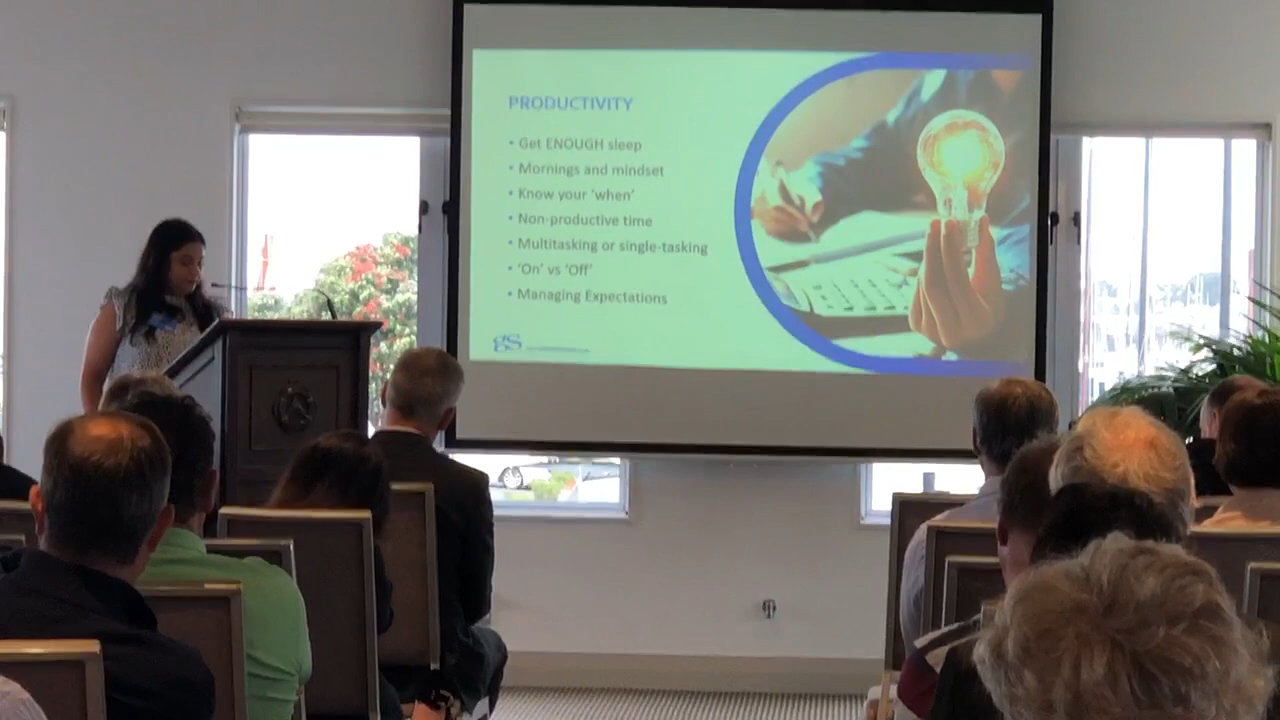 PRODUCTIVITY
• Get ENOUGH sleep
• Mornings and mindset
• Know your 'when'
• Non-productive time
• Multitasking or single-tasking
• 'On' vs 'Off'
• Managing Expectations
gs